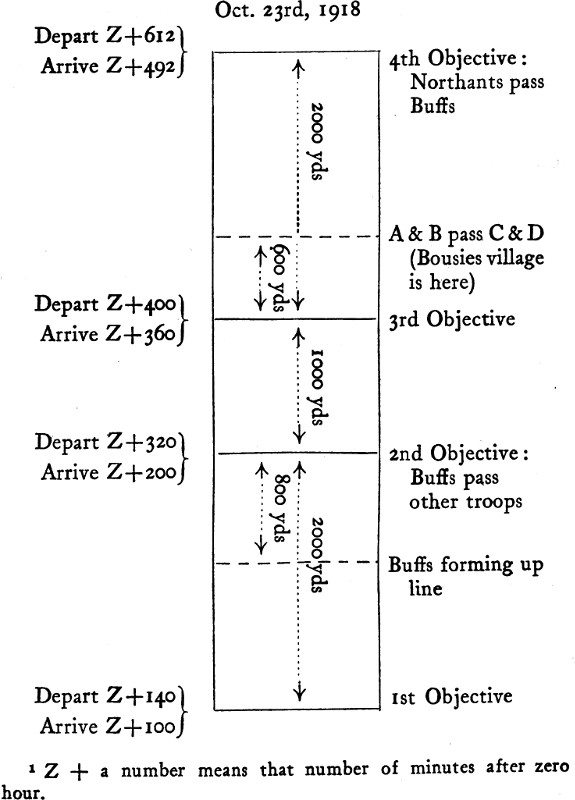 Oct. 23rd, 1918
Depart Z+612
Arrive Z+492
4th Objective:
Northants pass
Buffs
2000 yds
A & B pass C & D
(Bousies village
is here)
600 yds
Depart Z+400
Arrive Z+360
3rd Objective
1000 yds
Depart Z+320
Arrive Z+200
2nd Objective:
Buffs pass
other troops
800 yds
2000 yds
Buffs forming up
line
Depart Z+140
Arrive Z+100
1st Objective
¹ Z + a number means that number of minutes after zero
hour.